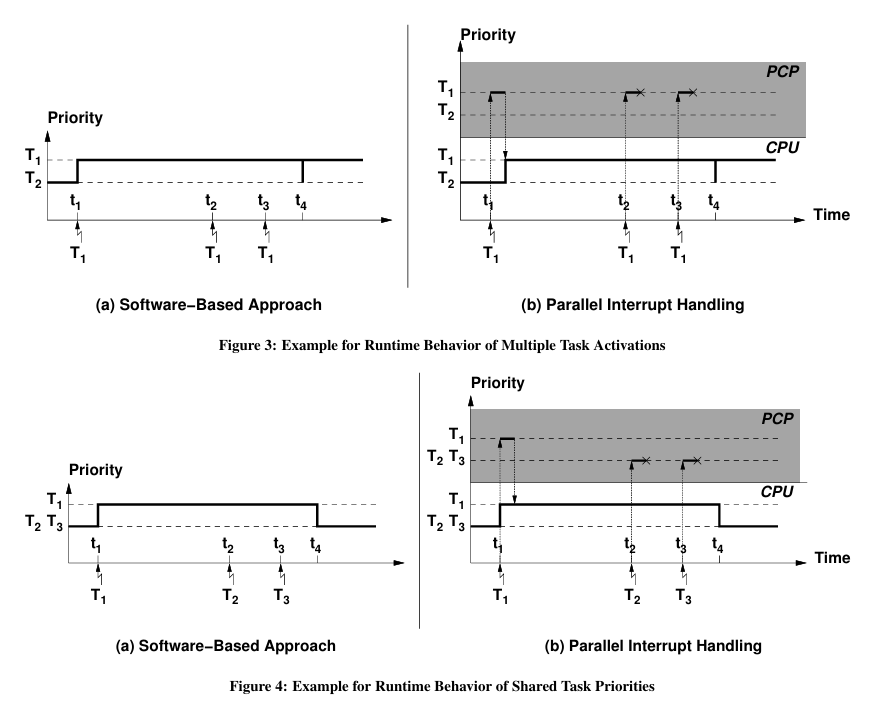 Priority
T1
T2
t1 t2 t3 t4
T1 T1 T1
(a) Software−Based Approach
Priority
PCP
T1
T2
CPU
T1
T2
t1 t2 t3 t4
Time
T1 T1 T1
(b) Parallel Interrupt Handling
Figure 3: Example for Runtime Behavior of Multiple Task Activations
Priority
T1
T2 T3
t1 t2 t3 t4
T1 T2 T3
(a) Software−Based Approach
Priority
PCP
T1
T2 T3
CPU
T1
T2 T3
t1 t2 t3 t4
Time
T1 T2 T3
(b) Parallel Interrupt Handling
Figure 4: Example for Runtime Behavior of Shared Task Priorities